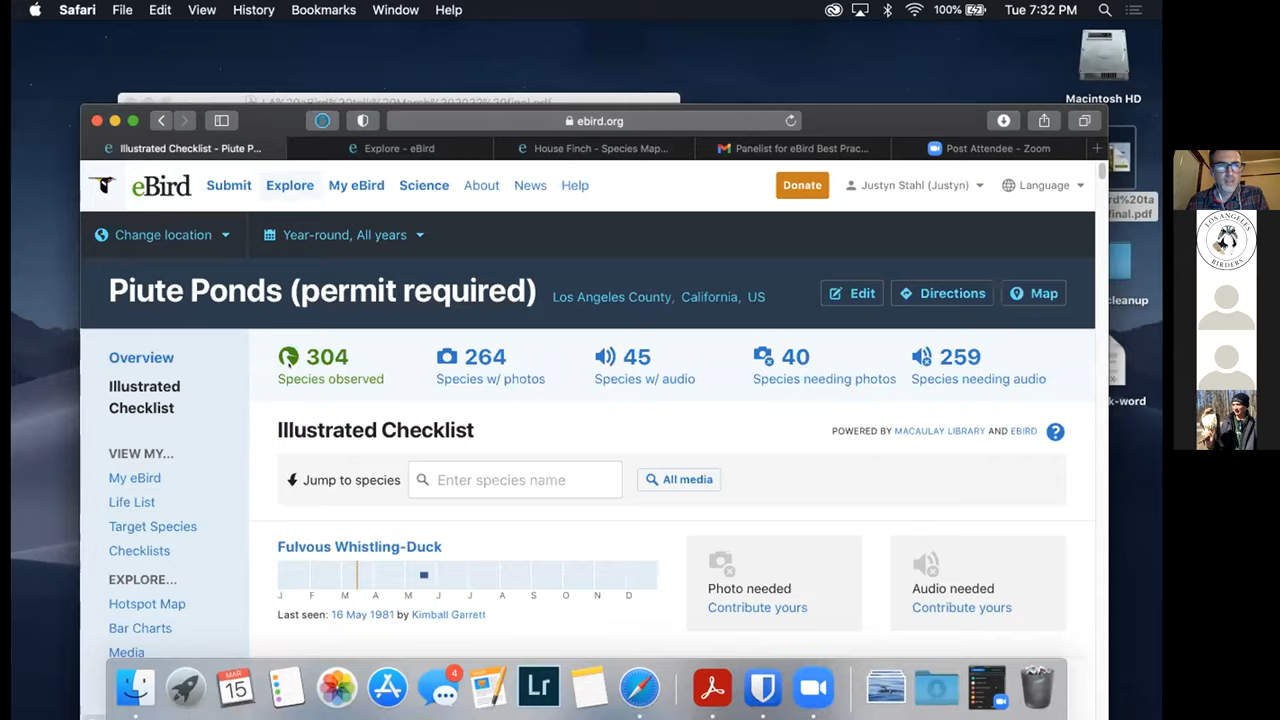 Safari File Edit View History Bookmarks Window Help 100% Tue 7:32 PM
Macintosh HD
ebird.org
Illustrated Checklist - Piute P... Explore - eBird House Finch - Species Map... Panelist for eBird Best Prac... Post Attendee - Zoom
eBird Submit Explore My eBird Science About News Help Donate Justyn Stahl (Justyn) Language
final.pdf
Change location Year-round, All years
LOS ANGELES
BIRDERS
Piute Ponds (permit required) Los Angeles County, California, US Edit Directions Map
cleanup
Overview
Illustrated
Checklist
304 264 45 40 259
Species observed Species w/ photos Species w/ audio Species needing photos Species needing audio
k-word
Illustrated Checklist POWERED BY MACAULAY LIBRARY AND EBIRD ?
VIEW MY...
My eBird
Life List
Target Species
Checklists
EXPLORE...
Hotspot Map
Bar Charts
Media
Jump to species Enter species name All media
Fulvous Whistling-Duck
J F M A M J J A S O N D
Last seen: 16 May 1981 by Kimball Garrett
Photo needed
Contribute yours
Audio needed
Contribute yours
MAR
15
4
Lr